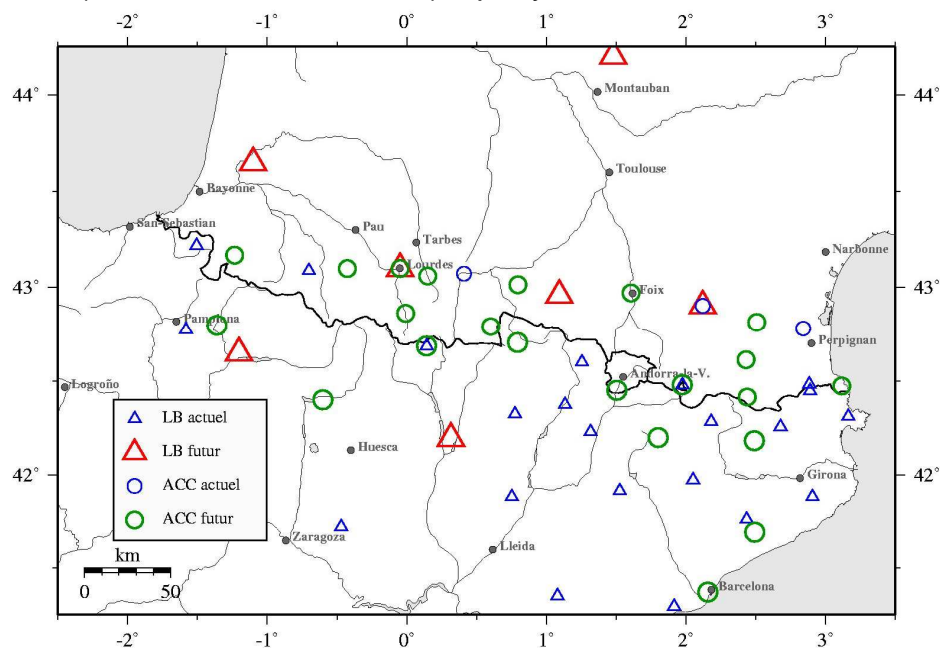 -2° -1° 0° 1° 2° 3°
44° 44°
Montauban
Toulouse
Bayonne
San-Sebastian
Pau
Tarbes
Narbonne
Lourdes
43° 43°
Foix
Pamplona
Perpignan
Andorra-la-V.
Logroño
LB actuel
LB futur
Huesca
ACC actuel
42° 42°
Girona
ACC futur
Zaragoza
Lleida
km
0 50
Barcelona
-2° -1° 0° 1° 2° 3°